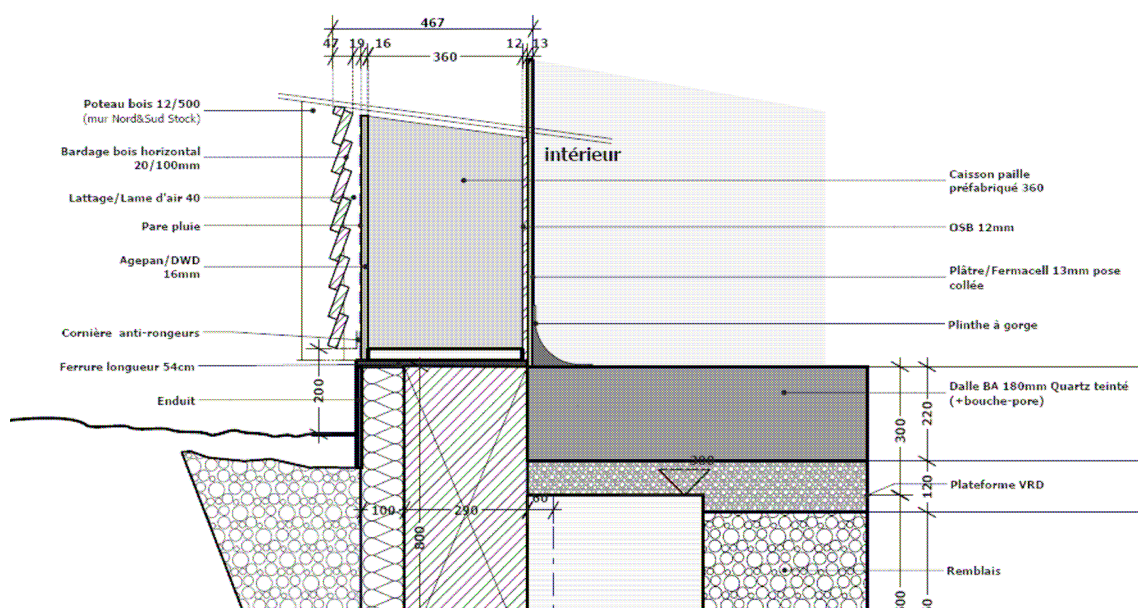 467
47 19 16 360 12 13
Poteau bois 12/500
(mur Nord&Sud Stock)
Bardage bois horizontal
20/100mm
Lattage/Lame d'air 40
Pare pluie
Agepan/DWD
16mm
Cornière anti-rongeurs
Ferrure longueur 54cm
Enduit
200
intérieur
Caisson paille
préfabriqué 360
OSB 12mm
Plâtre/Fermacell 13mm pose
collée
Plinthe à gorge
Dalle BA 180mm Quartz teinté
(+bouche-pore)
300
220
Plateforme VRD
120
100
290
800
Remblais